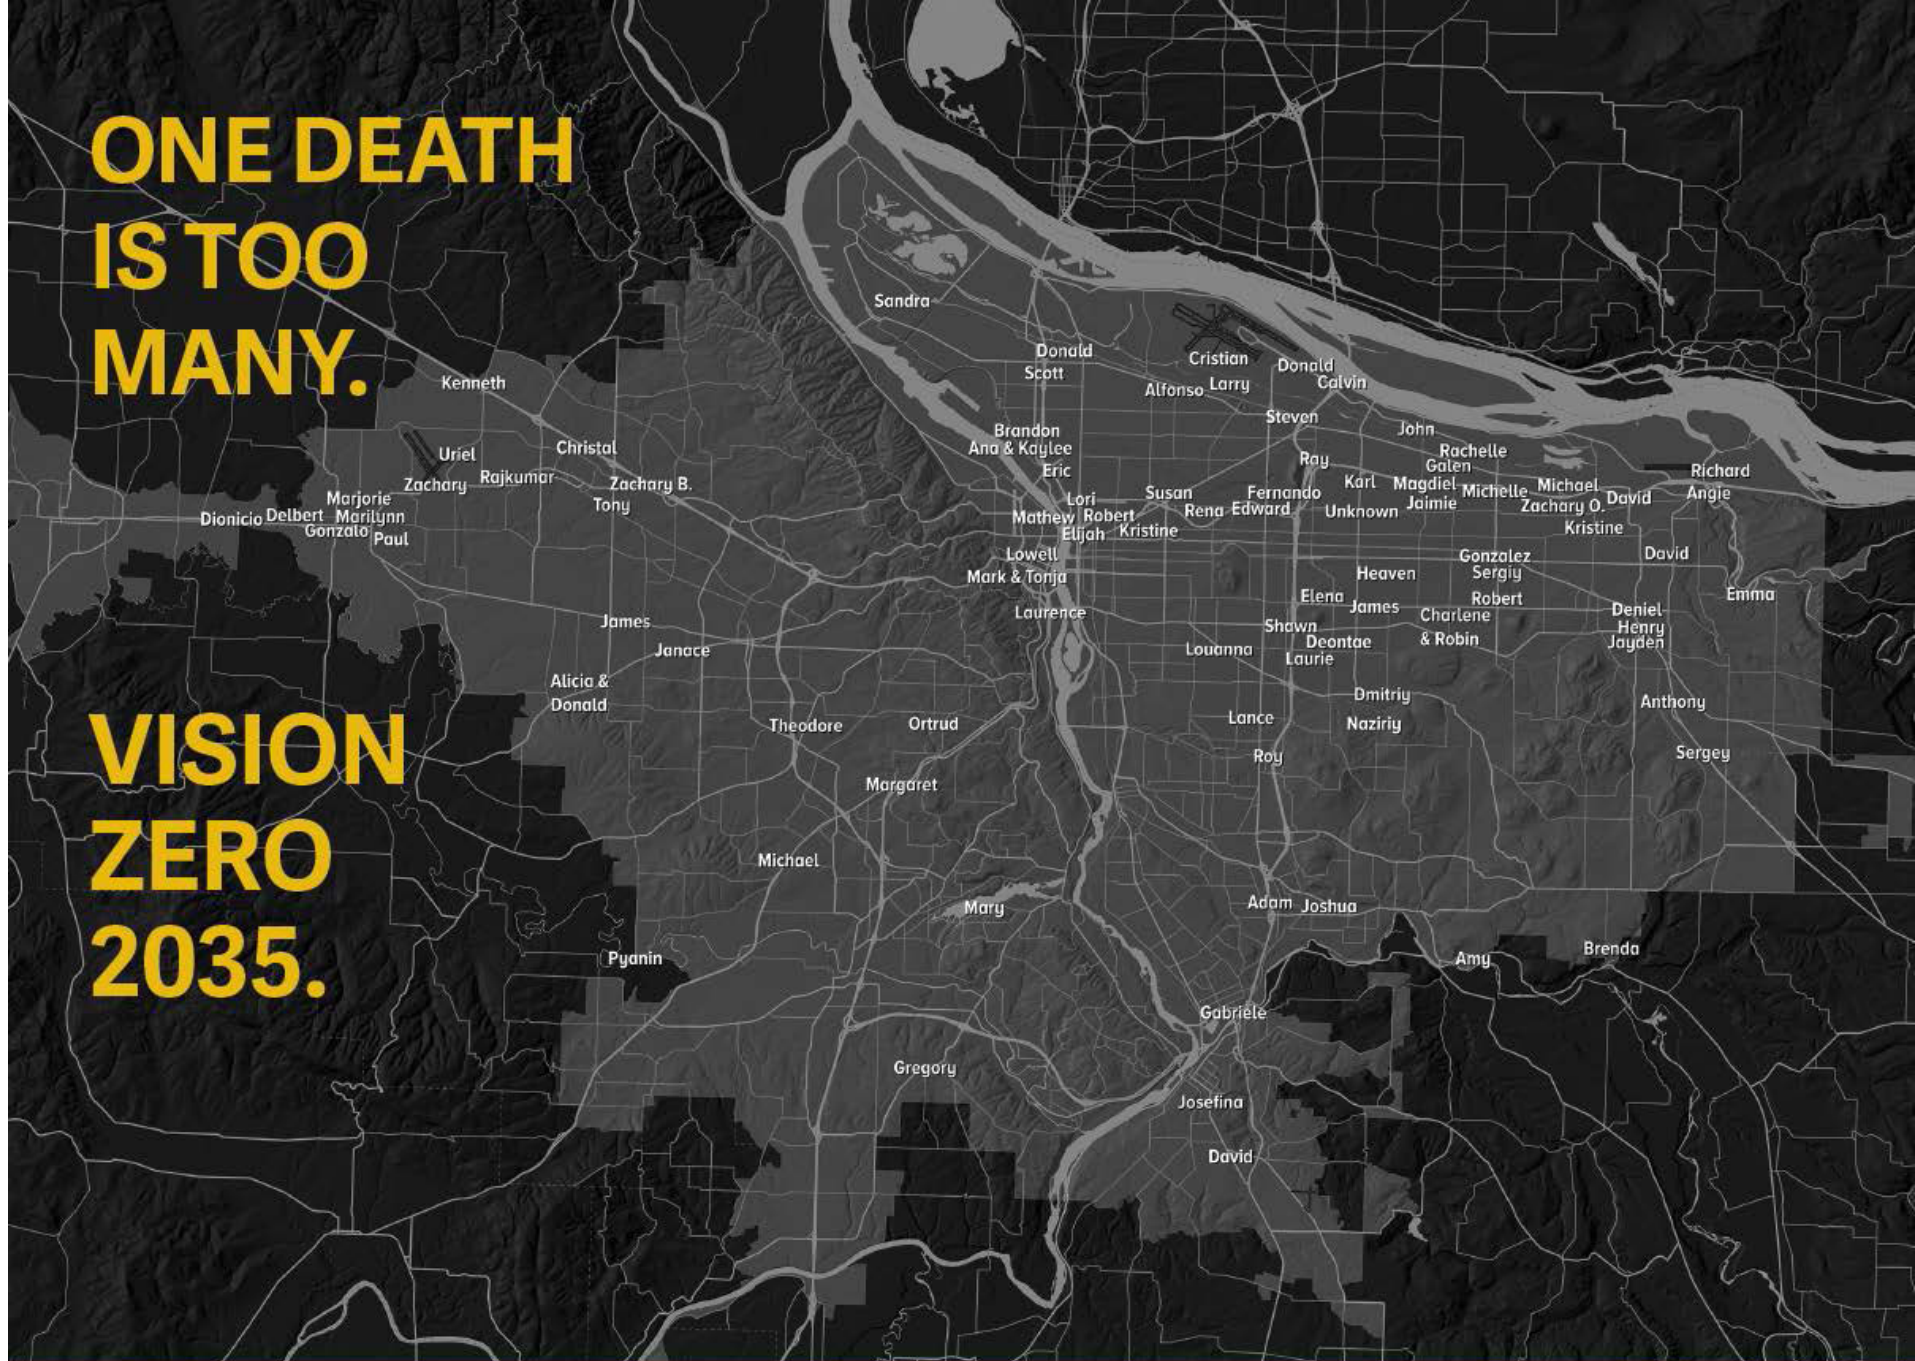 ONE DEATH
IS TOO
MANY.
VISION
ZERO
2035.
Sandra
Donald
Scott
Cristian
Donald
Alfonso
Larry
Calvin
Kenneth
Steven
Brandon
Ana & Kaylee
Eric
John
Rachelle
Galen
Ray
Uriel
Christal
Zachary
Rajkumar
Zachary B.
Tony
Marjorie
Dionicio
Delbert
Marilynn
Gonzalo
Paul
Lori
Susan
Fernando
Karl
Magdiel
Michelle
Michael
David
Richard
Angie
Mathew
Robert
Rena
Edward
Unknown
Jaimie
Zachary O.
Elijah
Kristine
Kristine
Lowell
Gonzalez
David
Mark & Tonja
Heaven
Sergiy
Emma
Laurence
Elena
James
Robert
Charlene
& Robin
Deniel
Henry
Jayden
James
Shawn
Deontae
Laurie
Louanna
Janace
Alicia &
Donald
Dmitriy
Anthony
Theodore
Ortrud
Lance
Naziriy
Roy
Sergey
Margaret
Michael
Mary
Adam
Joshua
Pyanin
Amy
Brenda
Gabriele
Gregory
Josefina
David